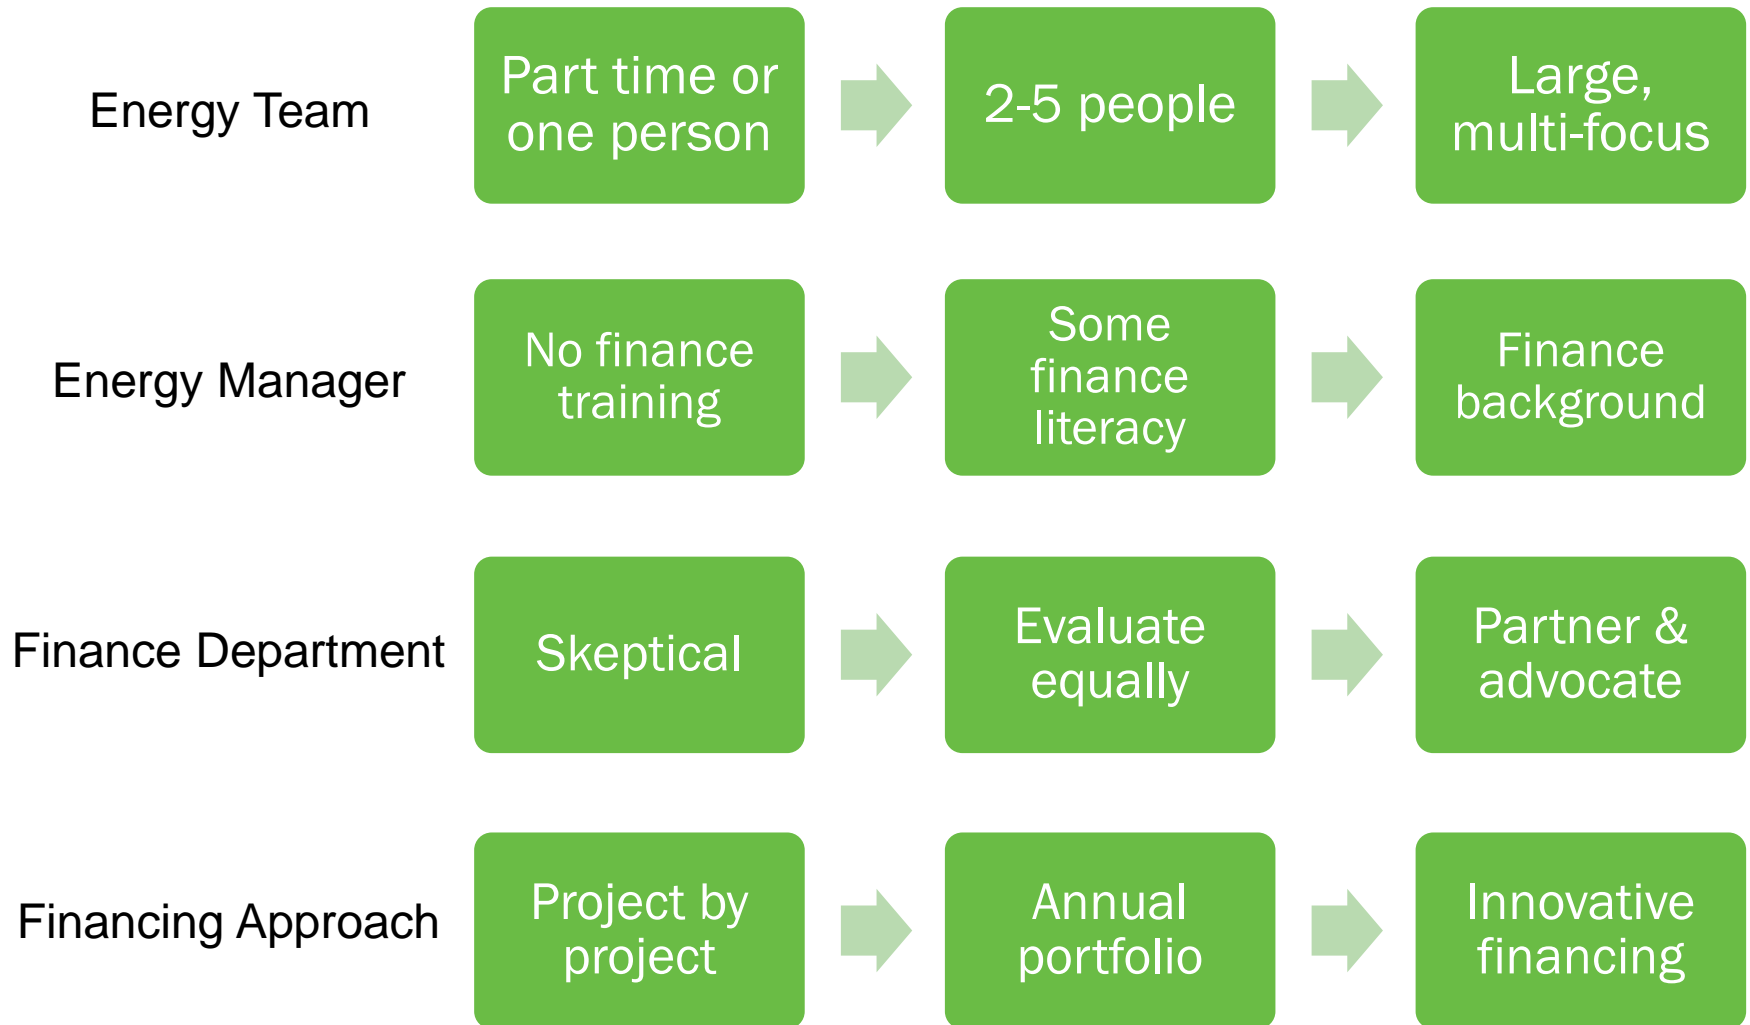 Energy Team
Part time or
one person
2-5 people
Large,
multi-focus
Energy Manager
No finance
training
Some
finance
literacy
Finance
background
Finance Department
Skeptical
Evaluate
equally
Partner &
advocate
Financing Approach
Project by
project
Annual
portfolio
Innovative
financing